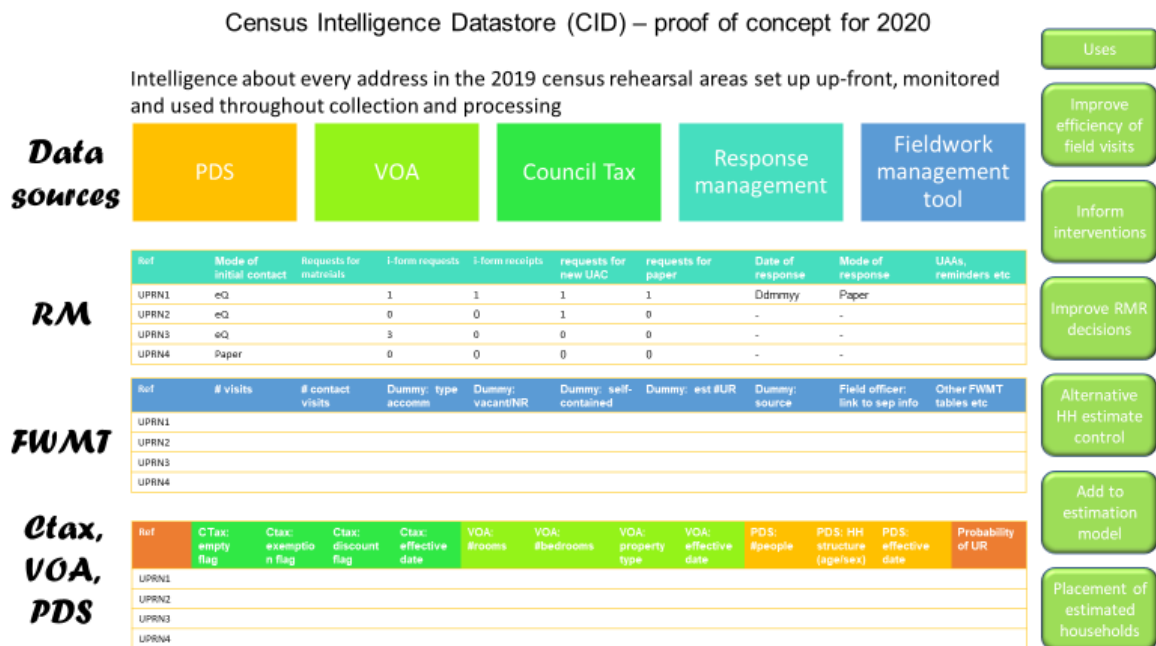 Census Intelligence Datastore (CID) – proof of concept for 2020
Intelligence about every address in the 2019 census rehearsal areas set up up-front, monitored
and used throughout collection and processing
Data
sources
PDS
VOA
Council Tax
Response
management
Fieldwork
management
tool
RM
Ref Mode of Requests for i-form requests i-form receipts requests for requests for Date of Mode of UAAs,
initial contact matreials new UAC paper response response reminders etc
UPRN1 eQ 1 1 1 1 Ddmmyy Paper
UPRN2 eQ 0 0 1 0 - -
UPRN3 eQ 3 0 0 0 - -
UPRN4 Paper 0 0 0 0 - -
FWMT
Ref # visits # contact Dummy: type Dummy: Dummy: self- Dummy: est #UR Dummy: Field officer: Other FWMT
visits accomm vacant/NR contained source link to sep info tables etc
UPRN1
UPRN2
UPRN3
UPRN4
Ctax,
VOA,
PDS
Ref CTax: Ctax: Ctax: Ctax: VOA: VOA: VOA: VOA: PDS: PDS: HH PDS: Probability
empty exemptio discount effective #rooms #bedrooms property effective #people structure effective of UR
flag n flag flag date type date (age/sex) date
UPRN1
UPRN2
UPRN3
UPRN4
Uses
Improve
efficiency of
field visits
Inform
interventions
Improve RMR
decisions
Alternative
HH estimate
control
Add to
estimation
model
Placement of
estimated
households